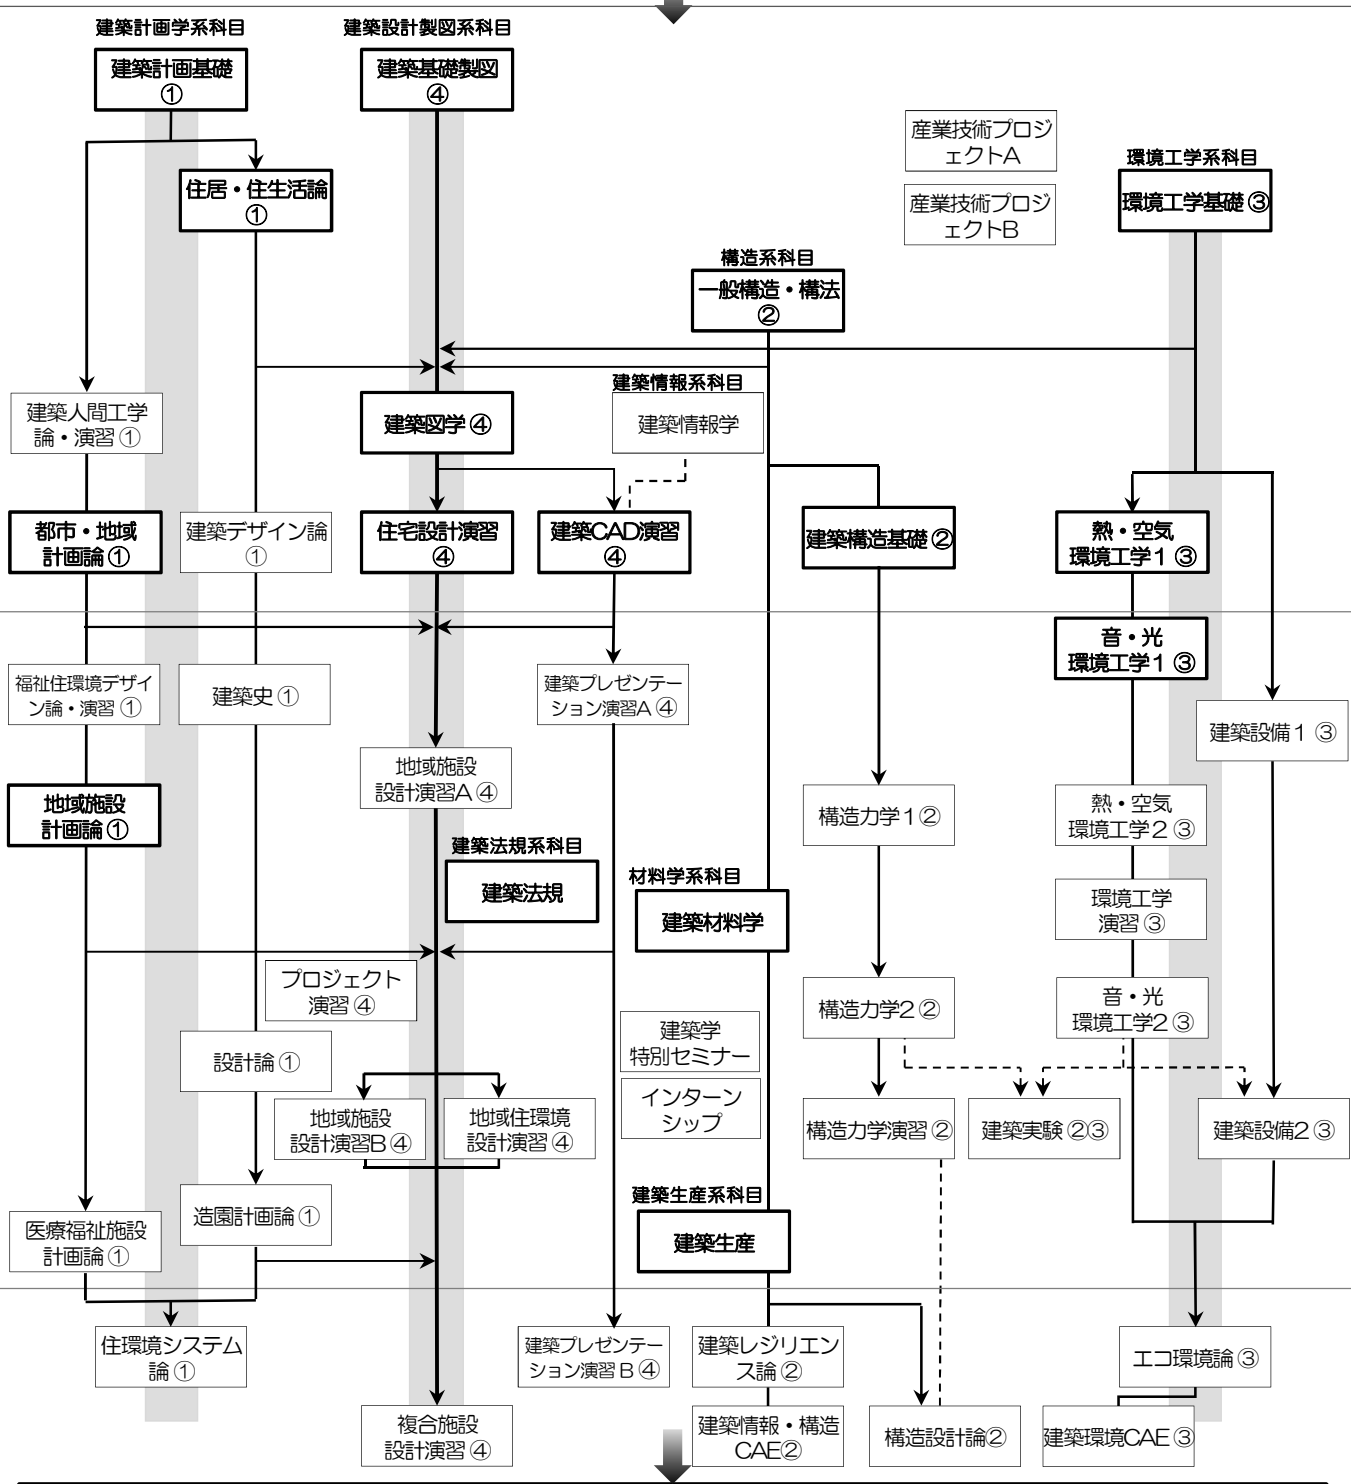 建築計画学系科目
建築設計製図系科目
建築計画基礎
①
建築基礎製図
④
産業技術プロジ
ェクトA
環境工学系科目
住居・住生活論
①
環境工学基礎③
産業技術プロジ
ェクトB
構造系科目
一般構造・構法
②
建築情報系科目
建築人間工学
論・演習①
建築図学④
建築情報学
都市・地域
計画論①
建築デザイン論
①
住宅設計演習
④
建築CAD演習
④
建築構造基礎②
熱・空気
環境工学1③
音・光
環境工学1③
福祉住環境デザイ
ン論・演習①
建築史①
建築プレゼンテー
ション演習A④
建築設備1③
地域施設
設計演習A④
地域施設
計画論①
構造力学1②
熱・空気
環境工学2③
建築法規系科目
建築法規
材料学系科目
建築材料学
環境工学
演習③
プロジェクト
演習④
構造力学2②
音・光
環境工学2③
設計論①
建築学
特別セミナー
インターン
シップ
地域施設
設計演習B④
地域住環境
設計演習④
構造力学演習②
建築実験②③
建築設備2③
建築生産系科目
造園計画論①
医療福祉施設
計画論①
建築生産
住環境システム
論①
建築プレゼンテー
ション演習B④
建築レジリエン
ス論②
エコ環境論③
複合施設
設計演習④
建築情報・構造
CAE②
構造設計論②
建築環境CAE③